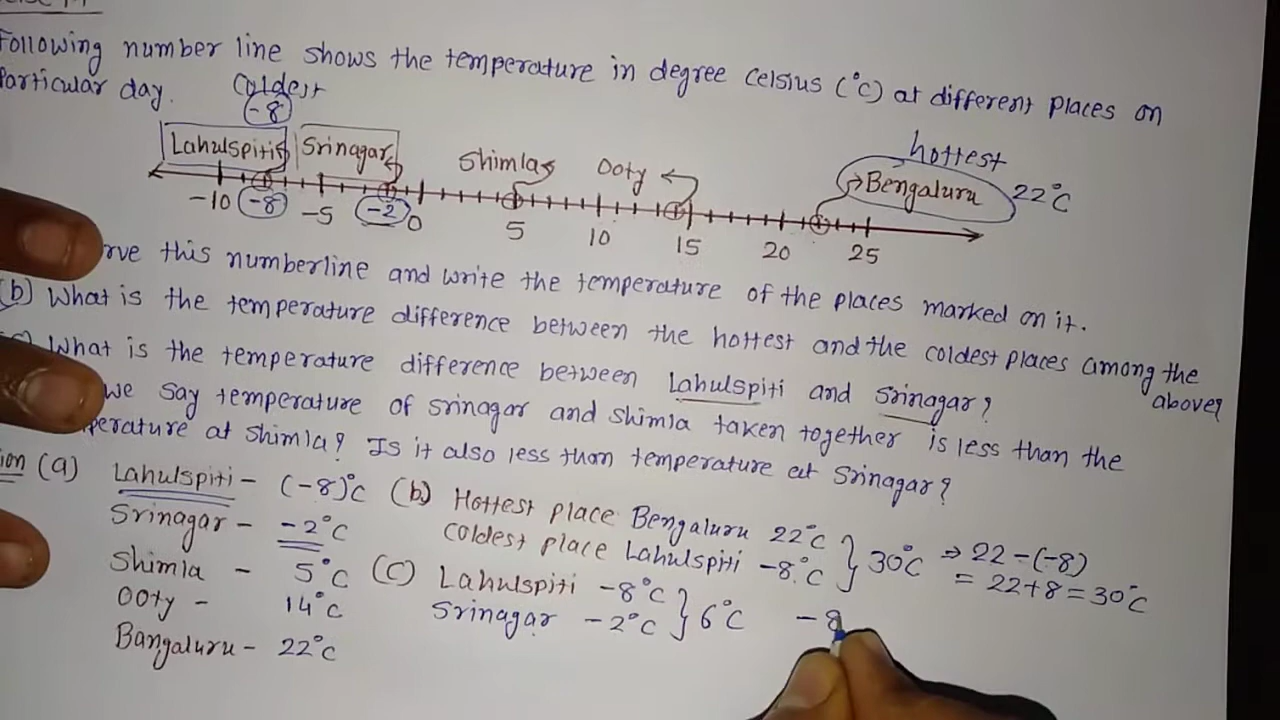 Following number line shows the temperature in degree celsius (°C) at different places on
Particular day.
Coldest
-8
hottest
Lahulspiti Srinagar Shimla Ooty Bengaluru 22°C
-10 -8 -5 -2 0 5 10 15 20 25
rve this numberline and write the temperature of the places marked on it.
(b) What is the temperature difference between the hottest and the coldest places among the
above?
What is the temperature difference between Lahulspiti and Srinagar?
we say temperature of srinagar and shimla taken together is less than the
perature at shimla? Is it also less than temperature at Srinagar?
ion (a) Lahulspiti - (-8)°C
Srinagar - -2°C
Shimla - 5°C
Ooty - 14°C
Bangaluru - 22°C
(b) Hottest place Bengaluru 22°C
coldest place Lahulspiti -8°C } 30°C ⇒ 22-(-8)
= 22+8 = 30°C
(C) Lahulspiti -8°C
Srinagar -2°C } 6°C -8